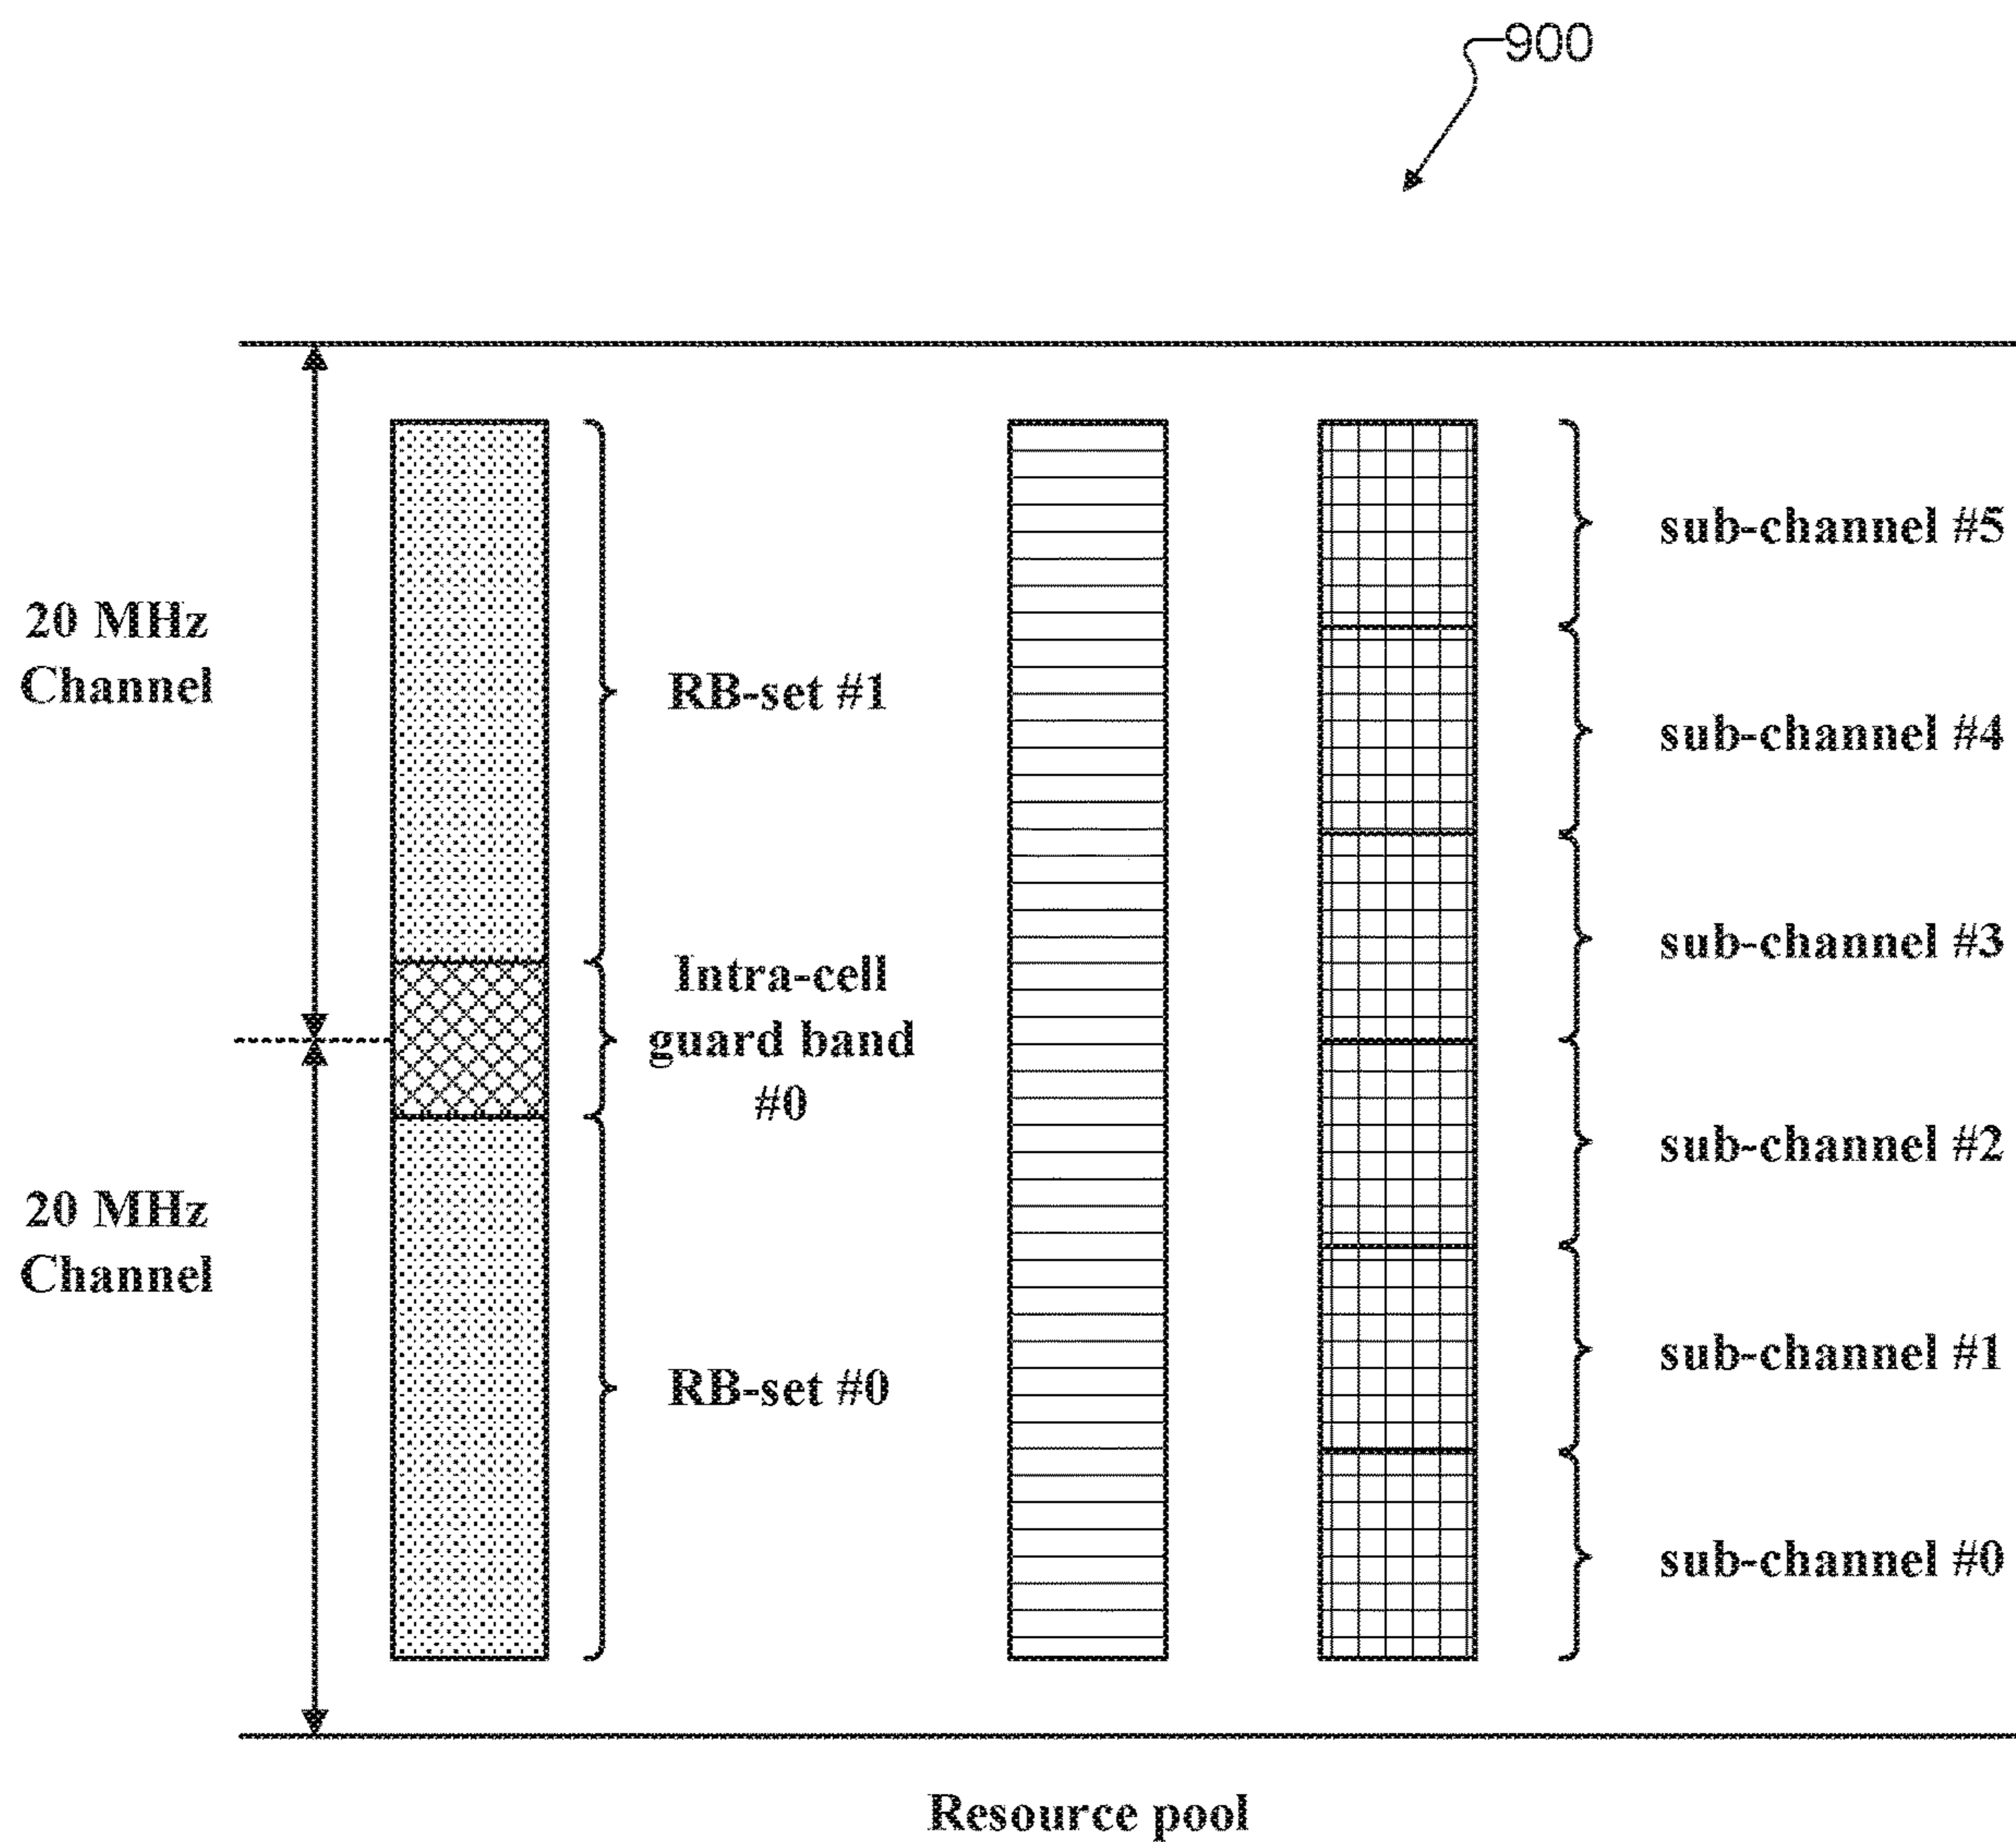 900
20 MHz
Channel
RB-set #1
Intra-cell
guard band
#0
20 MHz
Channel
RB-set #0
sub-channel #5
sub-channel #4
sub-channel #3
sub-channel #2
sub-channel #1
sub-channel #0
Resource pool